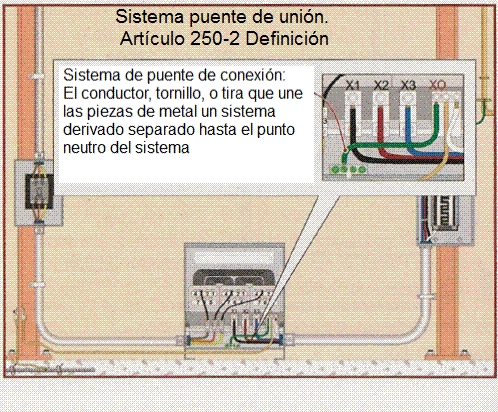 Sistema puente de unión.
Artículo 250-2 Definición
Sistema de puente de conexión:
El conductor, tornillo, o tira que une
las piezas de metal un sistema
derivado separado hasta el punto
neutro del sistema
X1 X2 X3 XO